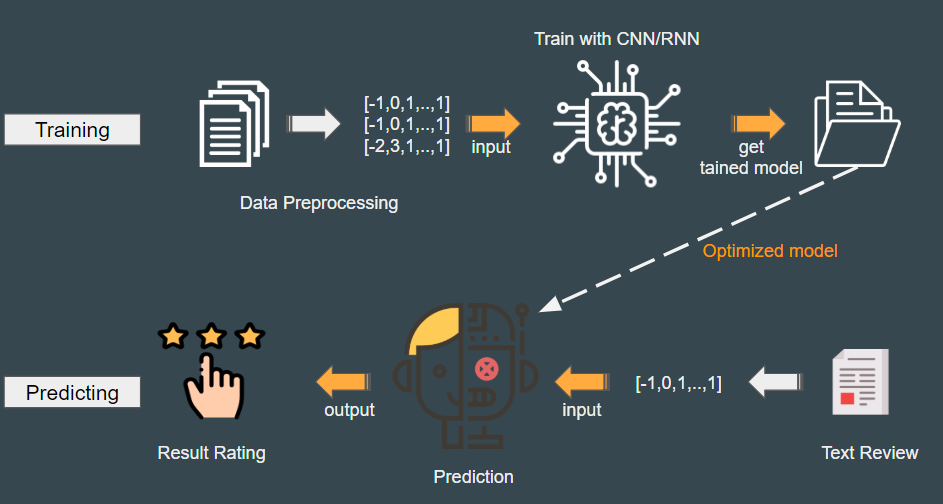 Train with CNN/RNN
Training
[-1,0,1,..,1]
[-1,0,1,..,1]
[-2,3,1,..,1]
input
get
tained model
Data Preprocessing
Optimized model
Predicting
output
input
[-1,0,1,..,1]
Result Rating
Prediction
Text Review